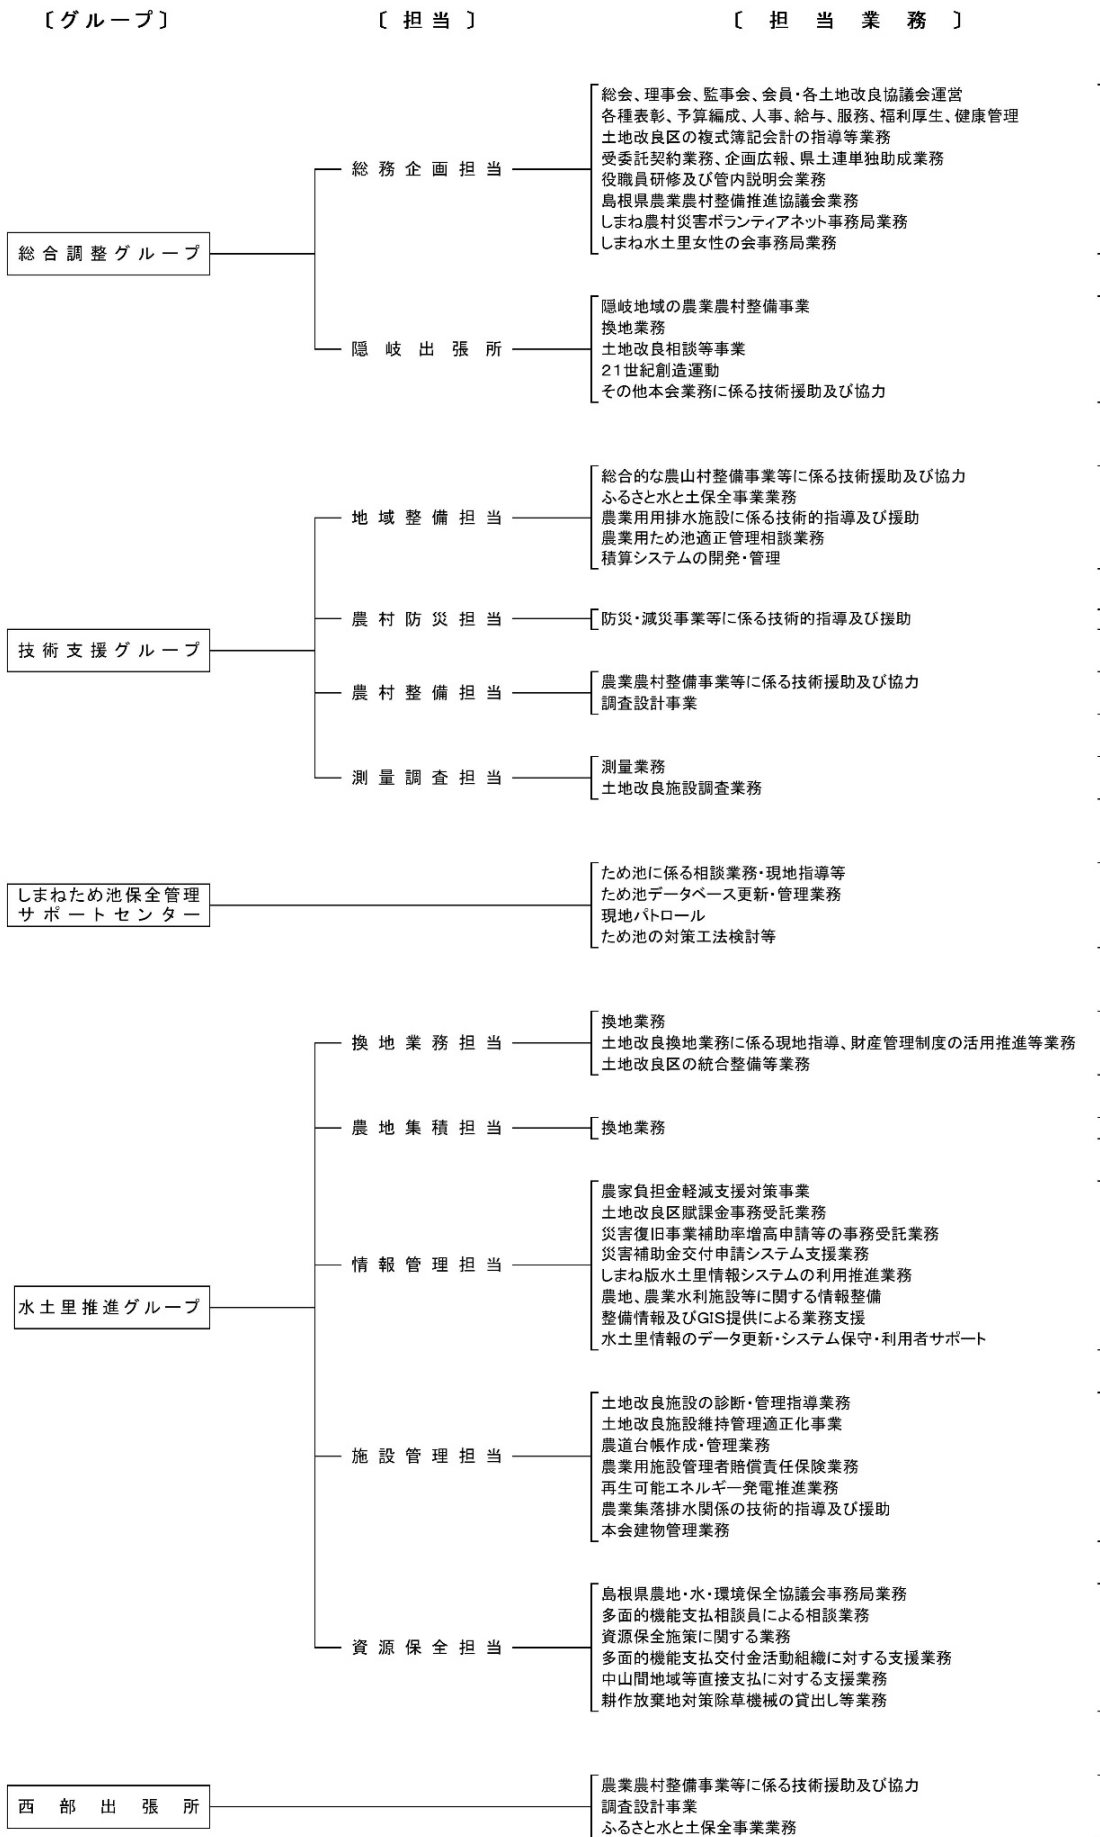 〔グループ〕 〔 担当 〕 〔 担 当 業 務 〕
総会、理事会、監事会、会員・各土地改良協議会運営
各種表彰、予算編成、人事、給与、服務、福利厚生、健康管理
土地改良区の複式簿記会計の指導等業務
総務企画担当
受委託契約業務、企画広報、県土連単独助成業務
役職員研修及び管内説明会業務
島根県農業農村整備推進協議会業務
しまね農村災害ボランティアネット事務局業務
しまね水土里女性の会事務局業務
総合調整グループ
隠岐地域の農業農村整備事業
換地業務
隠岐出張所
土地改良相談等事業
21世紀創造運動
その他本会業務に係る技術援助及び協力
総合的な農山村整備事業等に係る技術援助及び協力
ふるさと水と土保全事業業務
地域整備担当
農業用用排水施設に係る技術的指導及び援助
農業用ため池適正管理相談業務
積算システムの開発・管理
農村防災担当
防災・減災事業等に係る技術的指導及び援助
技術支援グループ
農村整備担当
農業農村整備事業等に係る技術援助及び協力
調査設計事業
測量調査担当
測量業務
土地改良施設調査業務
しまねため池保全管理
サポートセンター
ため池に係る相談業務・現地指導等
ため池データベース更新・管理業務
現地パトロール
ため池の対策工法検討等
換地業務担当
換地業務
土地改良換地業務に係る現地指導、財産管理制度の活用推進等業務
土地改良区の統合整備等業務
農地集積担当
換地業務
情報管理担当
農家負担金軽減支援対策事業
土地改良区賦課金事務受託業務
災害復旧事業補助率増高申請等の事務受託業務
災害補助金交付申請システム支援業務
しまね版水土里情報システムの利用推進業務
農地、農業水利施設等に関する情報整備
整備情報及びGIS提供による業務支援
水土里情報のデータ更新・システム保守・利用者サポート
水土里推進グループ
施設管理担当
土地改良施設の診断・管理指導業務
土地改良施設維持管理適正化事業
農道台帳作成・管理業務
農業用施設管理者賠償責任保険業務
再生可能エネルギー発電推進業務
農業集落排水関係の技術的指導及び援助
本会建物管理業務
資源保全担当
島根県農地・水・環境保全協議会事務局業務
多面的機能支払相談員による相談業務
資源保全施策に関する業務
多面的機能支払交付金活動組織に対する支援業務
中山間地域等直接支払に対する支援業務
耕作放棄地対策除草機械の貸出し等業務
西部出張所
農業農村整備事業等に係る技術援助及び協力
調査設計事業
ふるさと水と土保全事業業務